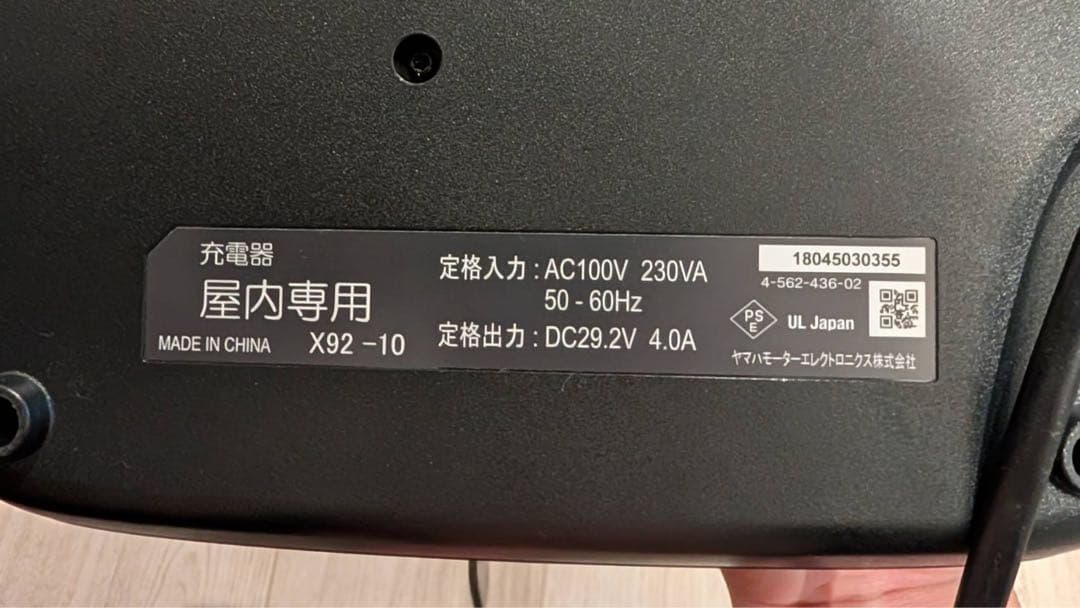 充電器
屋内専用
MADE IN CHINA X92-10
定格入力:AC100V 230VA
50-60Hz
定格出力:DC29.2V 4.0A
18045030355
4-562-436-02
PS
E
UL Japan
ヤマハモーターエレクトロニクス株式会社